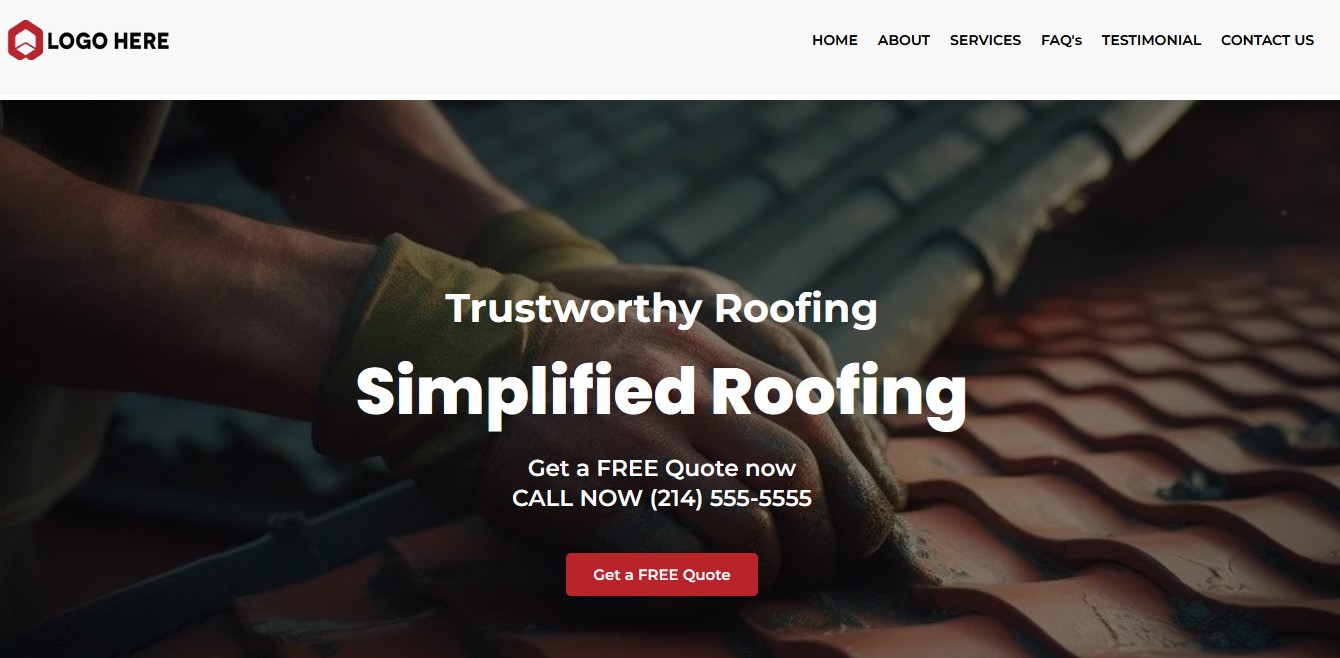 LOGO HERE
HOME ABOUT SERVICES FAQ's TESTIMONIAL CONTACT US
Trustworthy Roofing
Simplified Roofing
Get a FREE Quote now
CALL NOW (214) 555-5555
Get a FREE Quote